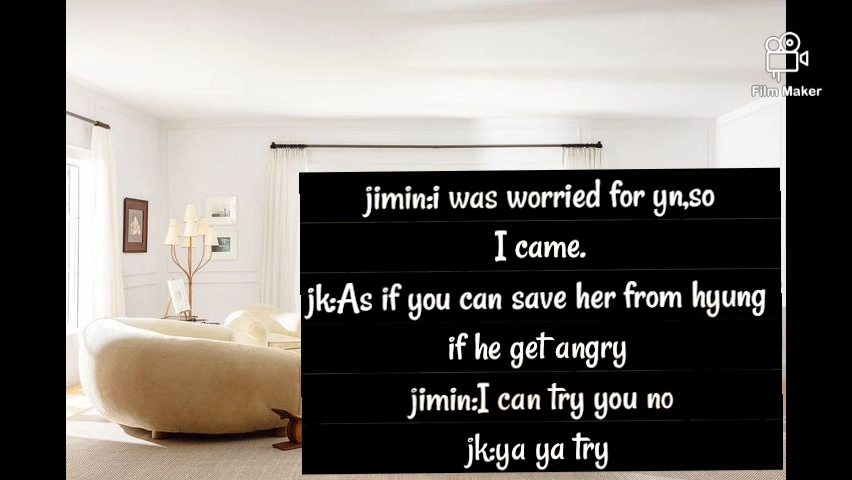 Film Maker
jimin:i was worried for yn,so
I came.
jk:As if you can save her from hyung
if he get angry
jimin:I can try you no
jk:ya ya try